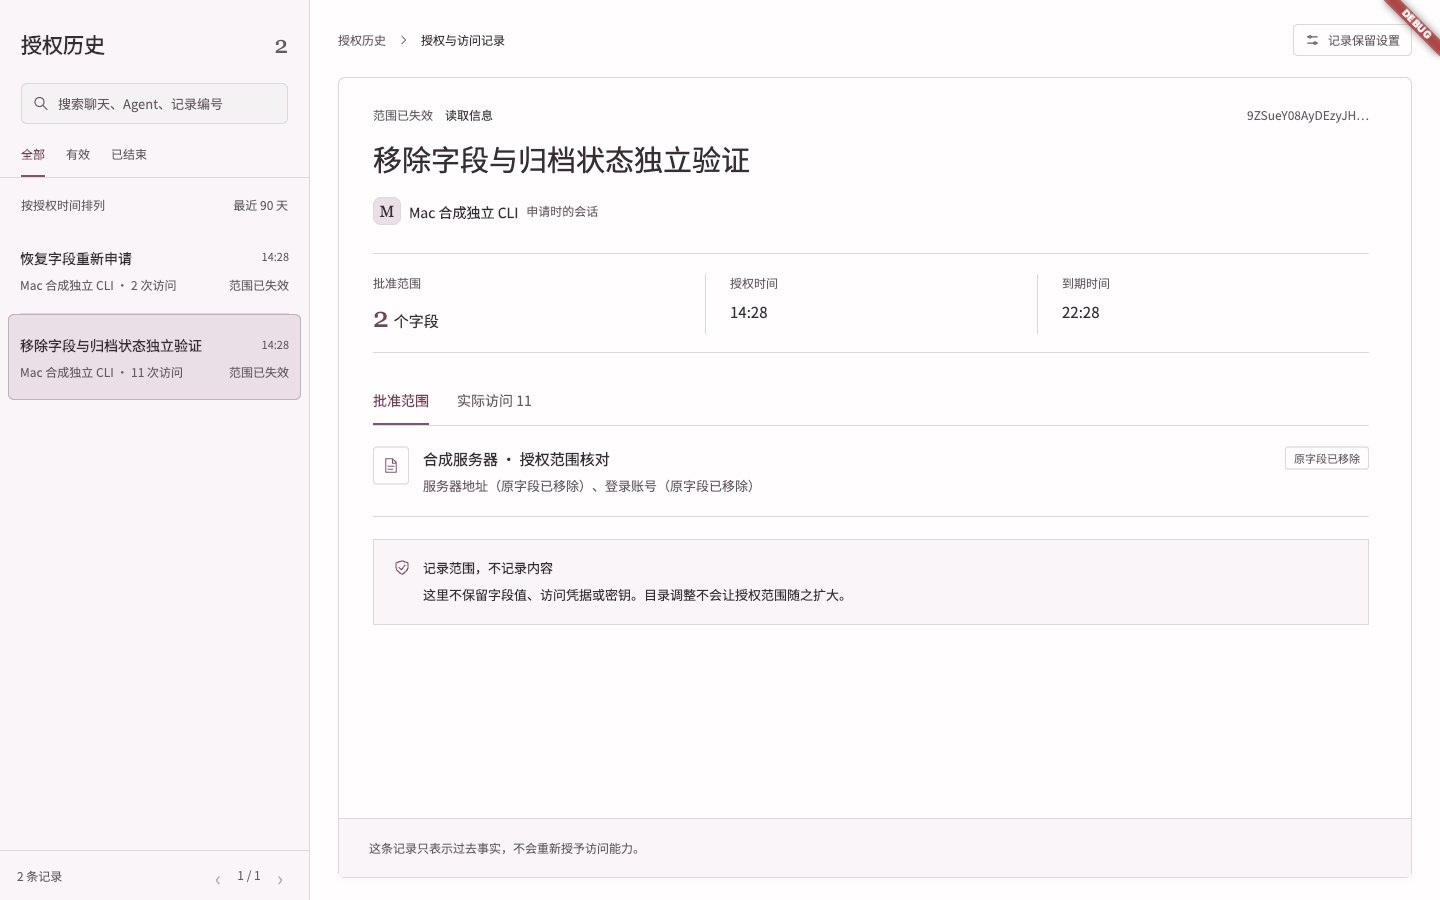 授权历史
2
搜索聊天、Agent、记录编号
全部
有效
已结束
按授权时间排列
最近 90 天
恢复字段重新申请
14:28
Mac 合成独立 CLI · 2 次访问
范围已失效
移除字段与归档状态独立验证
14:28
Mac 合成独立 CLI · 11 次访问
范围已失效
2 条记录
1 / 1
授权历史
授权与访问记录
记录保留设置
DEBUG
范围已失效
读取信息
9ZSueY08AyDEzyJH...
移除字段与归档状态独立验证
M
Mac 合成独立 CLI
申请时的会话
批准范围
2 个字段
授权时间
14:28
到期时间
22:28
批准范围
实际访问 11
合成服务器 · 授权范围核对
原字段已移除
服务器地址（原字段已移除）、登录账号（原字段已移除）
记录范围，不记录内容
这里不保留字段值、访问凭据或密钥。目录调整不会让授权范围随之扩大。
这条记录只表示过去事实，不会重新授予访问能力。